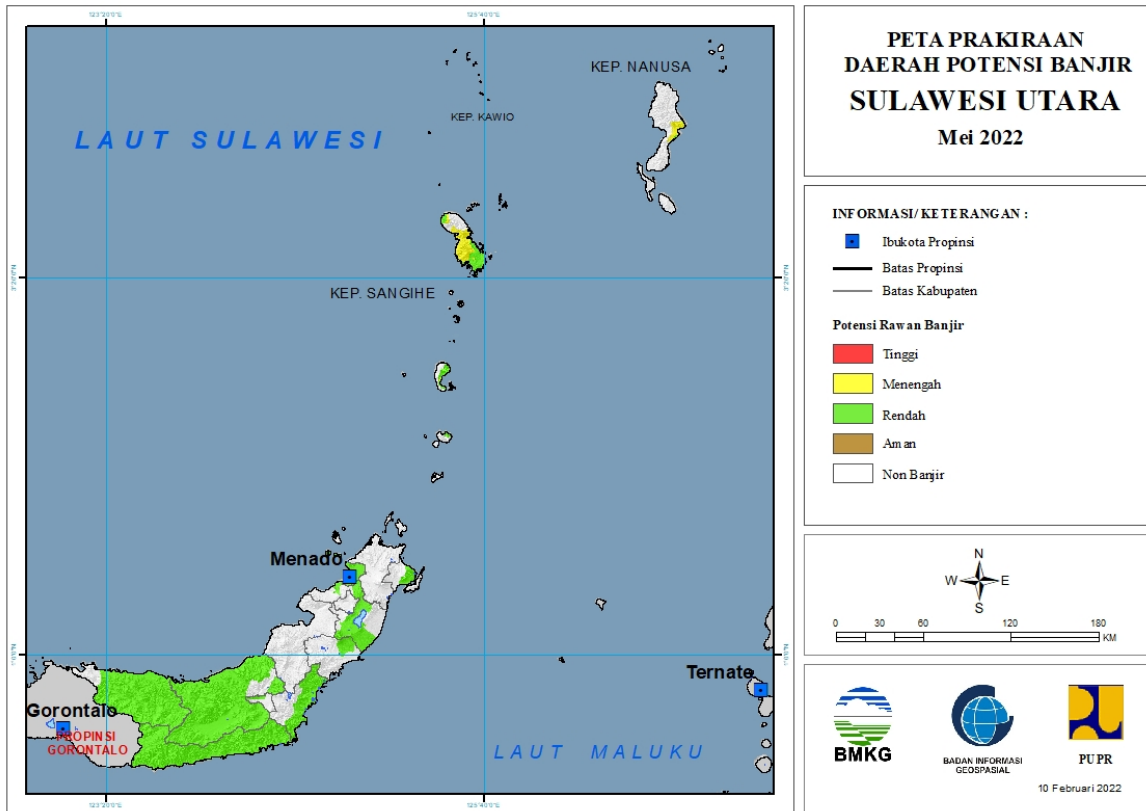 PETA PRAKIRAAN
DAERAH POTENSI BANJIR
SULAWESI UTARA
Mei 2022
KEP. NANUSA
KEP. KAWIO
LAUT SULAWESI
KEP. SANGIHE
Menado
Ternate
Gorontalo
PROPINSI
GORONTALO
LAUT MALUKU
INFORMASI/ KETERANGAN :
Ibukota Propinsi
Batas Propinsi
Batas Kabupaten
Potensi Rawan Banjir
Tinggi
Menengah
Rendah
Aman
Non Banjir
N
W E
S
0 30 60 120 180
KM
BMKG
BADAN INFORMASI
GEOSPASIAL
PUPR
10 Februari 2022